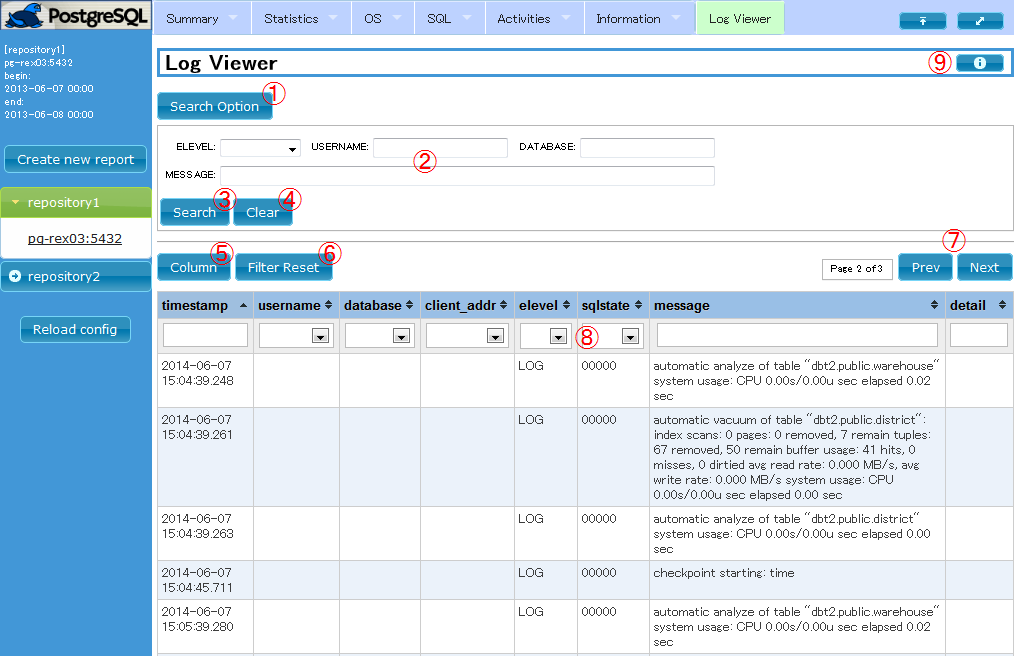 PostgreSQL
Summary Statistics OS SQL Activities Information Log Viewer
[repository1]
pg-rex03:5432
begin:
2013-06-07 00:00
end:
2013-06-08 00:00
Create new report
repository1
pg-rex03:5432
repository2
Reload config
Log Viewer ⑨
Search Option ①
ELEVEL: USERNAME: ② DATABASE:
MESSAGE:
Search ③ Clear ④
Column ⑤ Filter Reset ⑥ Page 2 of 3 Prev ⑦ Next
timestamp username database client_addr elevel sqlstate message detail
⑧
2014-06-07 LOG 00000 automatic analyze of table "dbt2.public.warehouse"
15:04:39.248 system usage: CPU 0.00s/0.00u sec elapsed 0.02
sec
2014-06-07 LOG 00000 automatic vacuum of table "dbt2.public.district":
15:04:39.261 index scans: 0 pages: 0 removed, 7 remain tuples:
67 removed, 50 remain buffer usage: 41 hits, 0
misses, 0 dirtied avg read rate: 0.000 MB/s, avg
write rate: 0.000 MB/s system usage: CPU
0.00s/0.00u sec elapsed 0.00 sec
2014-06-07 LOG 00000 automatic analyze of table "dbt2.public.district"
15:04:39.263 system usage: CPU 0.00s/0.00u sec elapsed 0.00
sec
2014-06-07 LOG 00000 checkpoint starting: time
15:04:45.711
2014-06-07 LOG 00000 automatic analyze of table "dbt2.public.warehouse"
15:05:39.280 system usage: CPU 0.00s/0.00u sec elapsed 0.02
sec